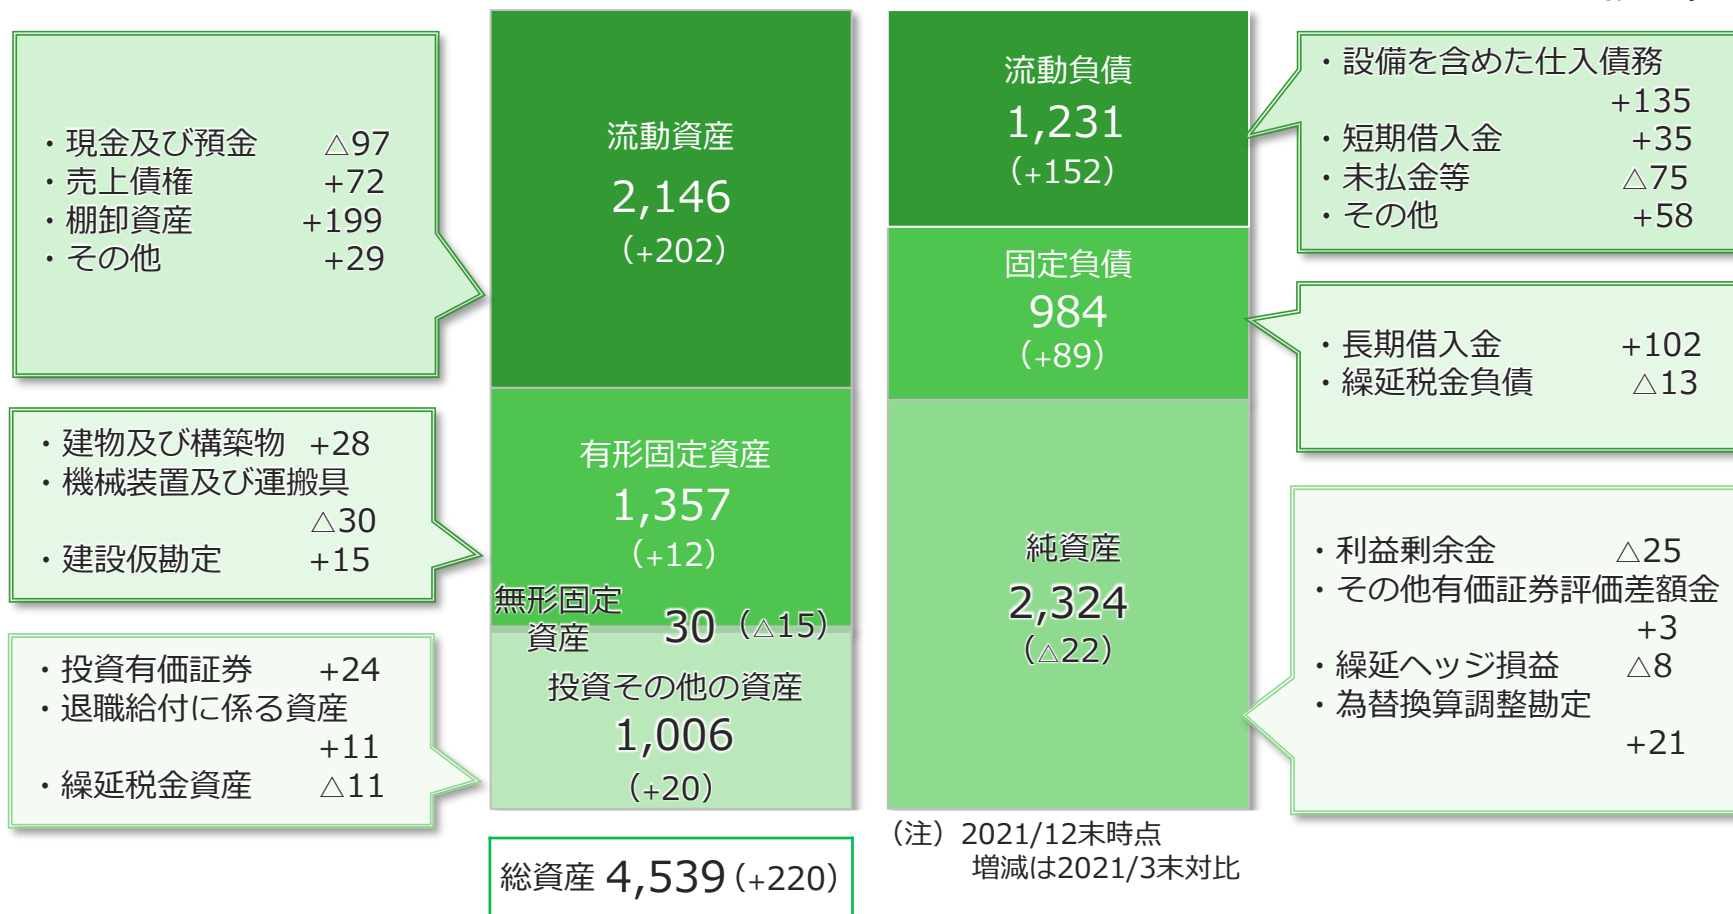 ・現金及び預金 △97
・売上債権 +72
・棚卸資産 +199
・その他 +29
・建物及び構築物 +28
・機械装置及び運搬具
△30
・建設仮勘定 +15
・投資有価証券 +24
・退職給付に係る資産
+11
・繰延税金資産 △11
流動資産
2,146
（+202）
有形固定資産
1,357
（+12）
無形固定
資産 30（△15）
投資その他の資産
1,006
（+20）
総資産 4,539（+220）
流動負債
1,231
（+152）
固定負債
984
（+89）
純資産
2,324
（△22）
（注）2021/12末時点
増減は2021/3末対比
・設備を含めた仕入債務
+135
・短期借入金 +35
・未払金等 △75
・その他 +58
・長期借入金 +102
・繰延税金負債 △13
・利益剰余金 △25
・その他有価証券評価差額金
+3
・繰延ヘッジ損益 △8
・為替換算調整勘定
+21